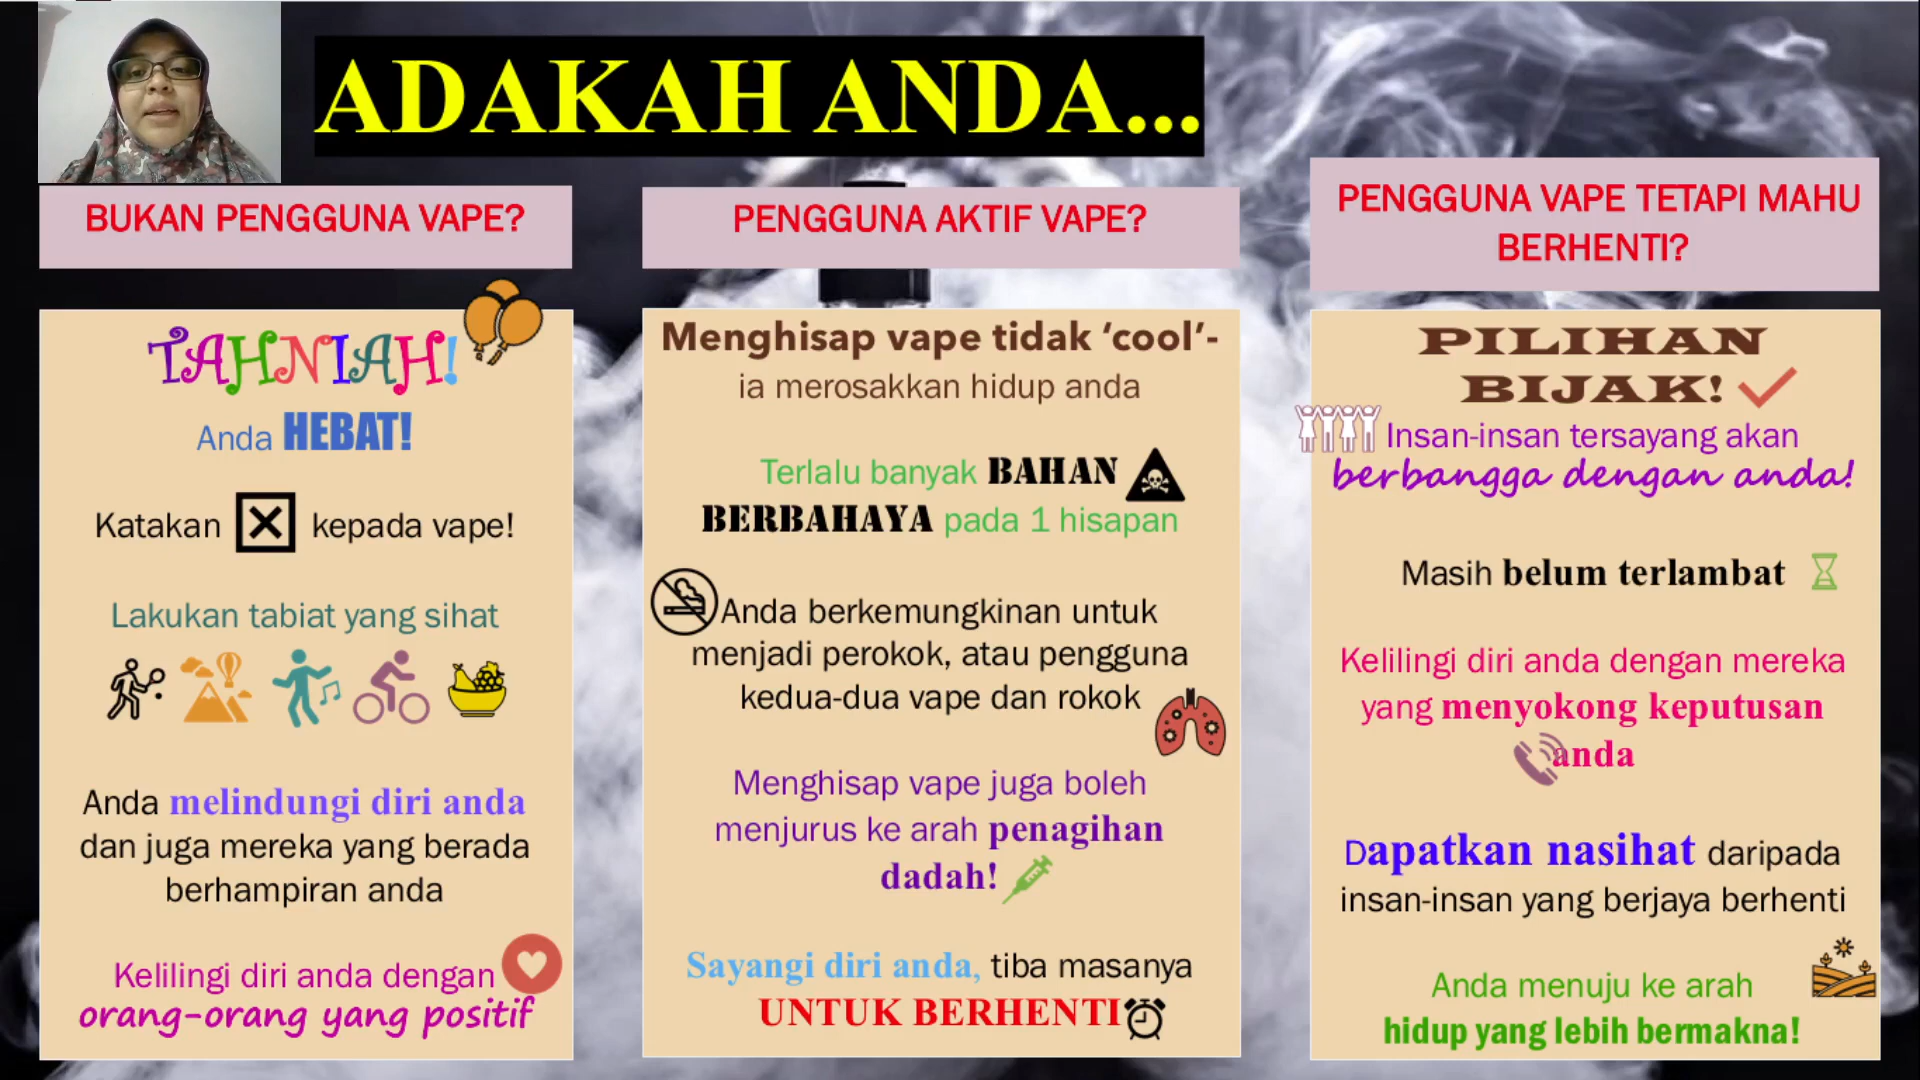 ADAKAH ANDA...
BUKAN PENGGUNA VAPE?
TAHNIAH!
Anda HEBAT!
Katakan kepada vape!
Lakukan tabiat yang sihat
Anda melindungi diri anda
dan juga mereka yang berada
berhampiran anda
Kelilingi diri anda dengan
orang-orang yang positif
PENGGUNA AKTIF VAPE?
Menghisap vape tidak ‘cool’-
ia merosakkan hidup anda
Terlalu banyak BAHAN
BERBAHAYA pada 1 hisapan
Anda berkemungkinan untuk
menjadi perokok, atau pengguna
kedua-dua vape dan rokok
Menghisap vape juga boleh
menjurus ke arah penagihan
dadah!
Sayangi diri anda, tiba masanya
UNTUK BERHENTI
PENGGUNA VAPE TETAPI MAHU
BERHENTI?
PILIHAN
BIJAK!
Insan-insan tersayang akan
berbangga dengan anda!
Masih belum terlambat
Kelilingi diri anda dengan mereka
yang menyokong keputusan
anda
Dapatkan nasihat daripada
insan-insan yang berjaya berhenti
Anda menuju ke arah
hidup yang lebih bermakna!